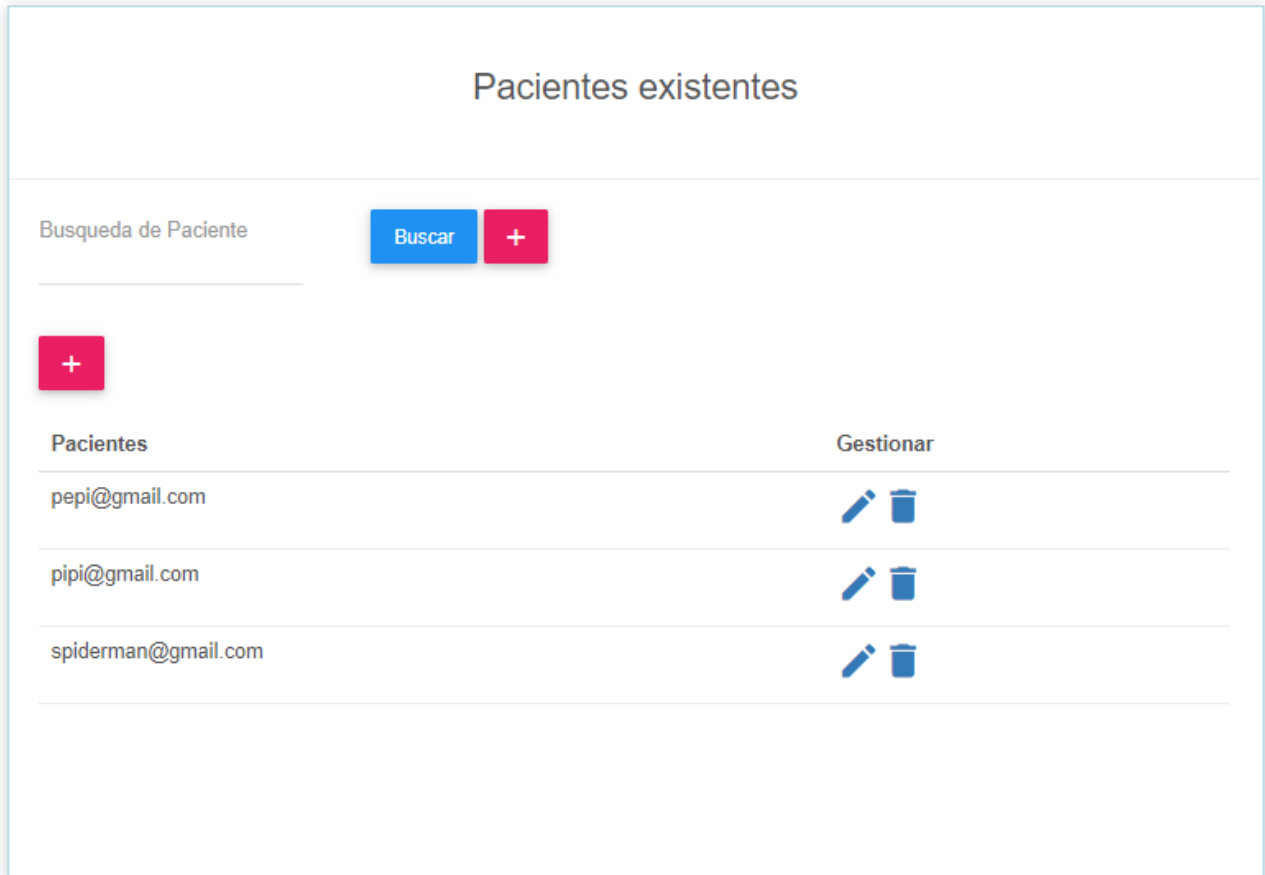 Pacientes existentes
Busqueda de Paciente
Buscar +
+
Pacientes Gestionar
pepi@gmail.com
pipi@gmail.com
spiderman@gmail.com